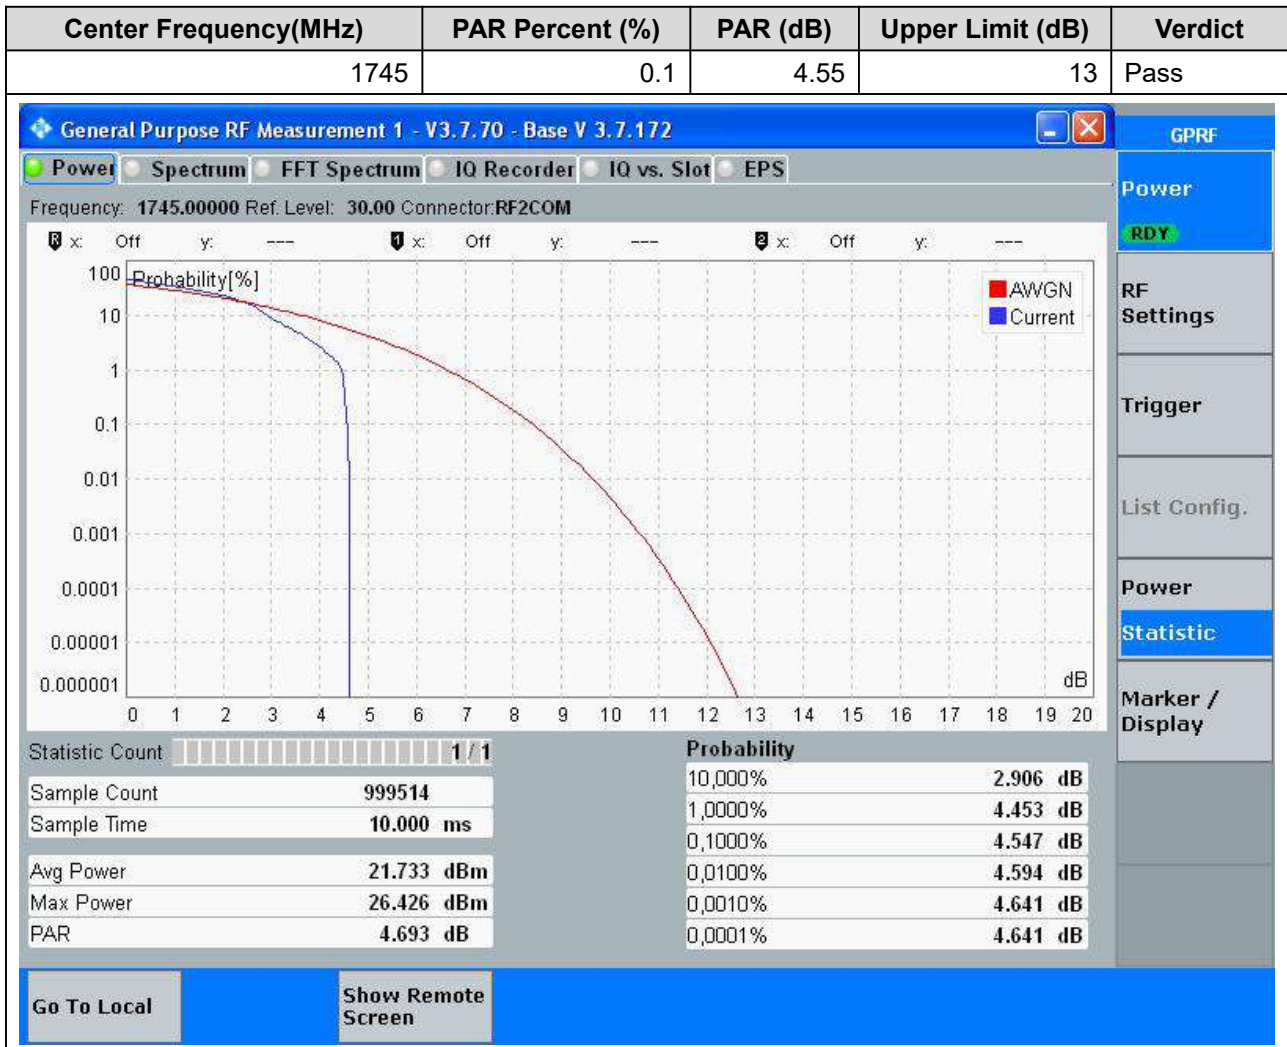 Center Frequency(MHz) PAR Percent (%) PAR (dB) Upper Limit (dB) Verdict
1745 0.1 4.55 13 Pass
General Purpose RF Measurement 1 - V3.7.70 - Base V 3.7.172
GPRF
Power Spectrum FFT Spectrum IQ Recorder IQ vs. Slot EPS
Frequency: 1745.00000 Ref. Level: 30.00 Connector:RF2COM
R x: Off y: --- 1 x: Off y: --- 2 x: Off y: ---
Probability[%]
AWGN
Current
100
10
1
0.1
0.01
0.001
0.0001
0.00001
0.000001
dB
0 1 2 3 4 5 6 7 8 9 10 11 12 13 14 15 16 17 18 19 20
Statistic Count 1 / 1
Sample Count 999514
Sample Time 10.000 ms
Avg Power 21.733 dBm
Max Power 26.426 dBm
PAR 4.693 dB
Probability
10,000% 2.906 dB
1,0000% 4.453 dB
0,1000% 4.547 dB
0,0100% 4.594 dB
0,0010% 4.641 dB
0,0001% 4.641 dB
Power
RDY
RF
Settings
Trigger
List Config.
Power
Statistic
Marker /
Display
Go To Local
Show Remote
Screen